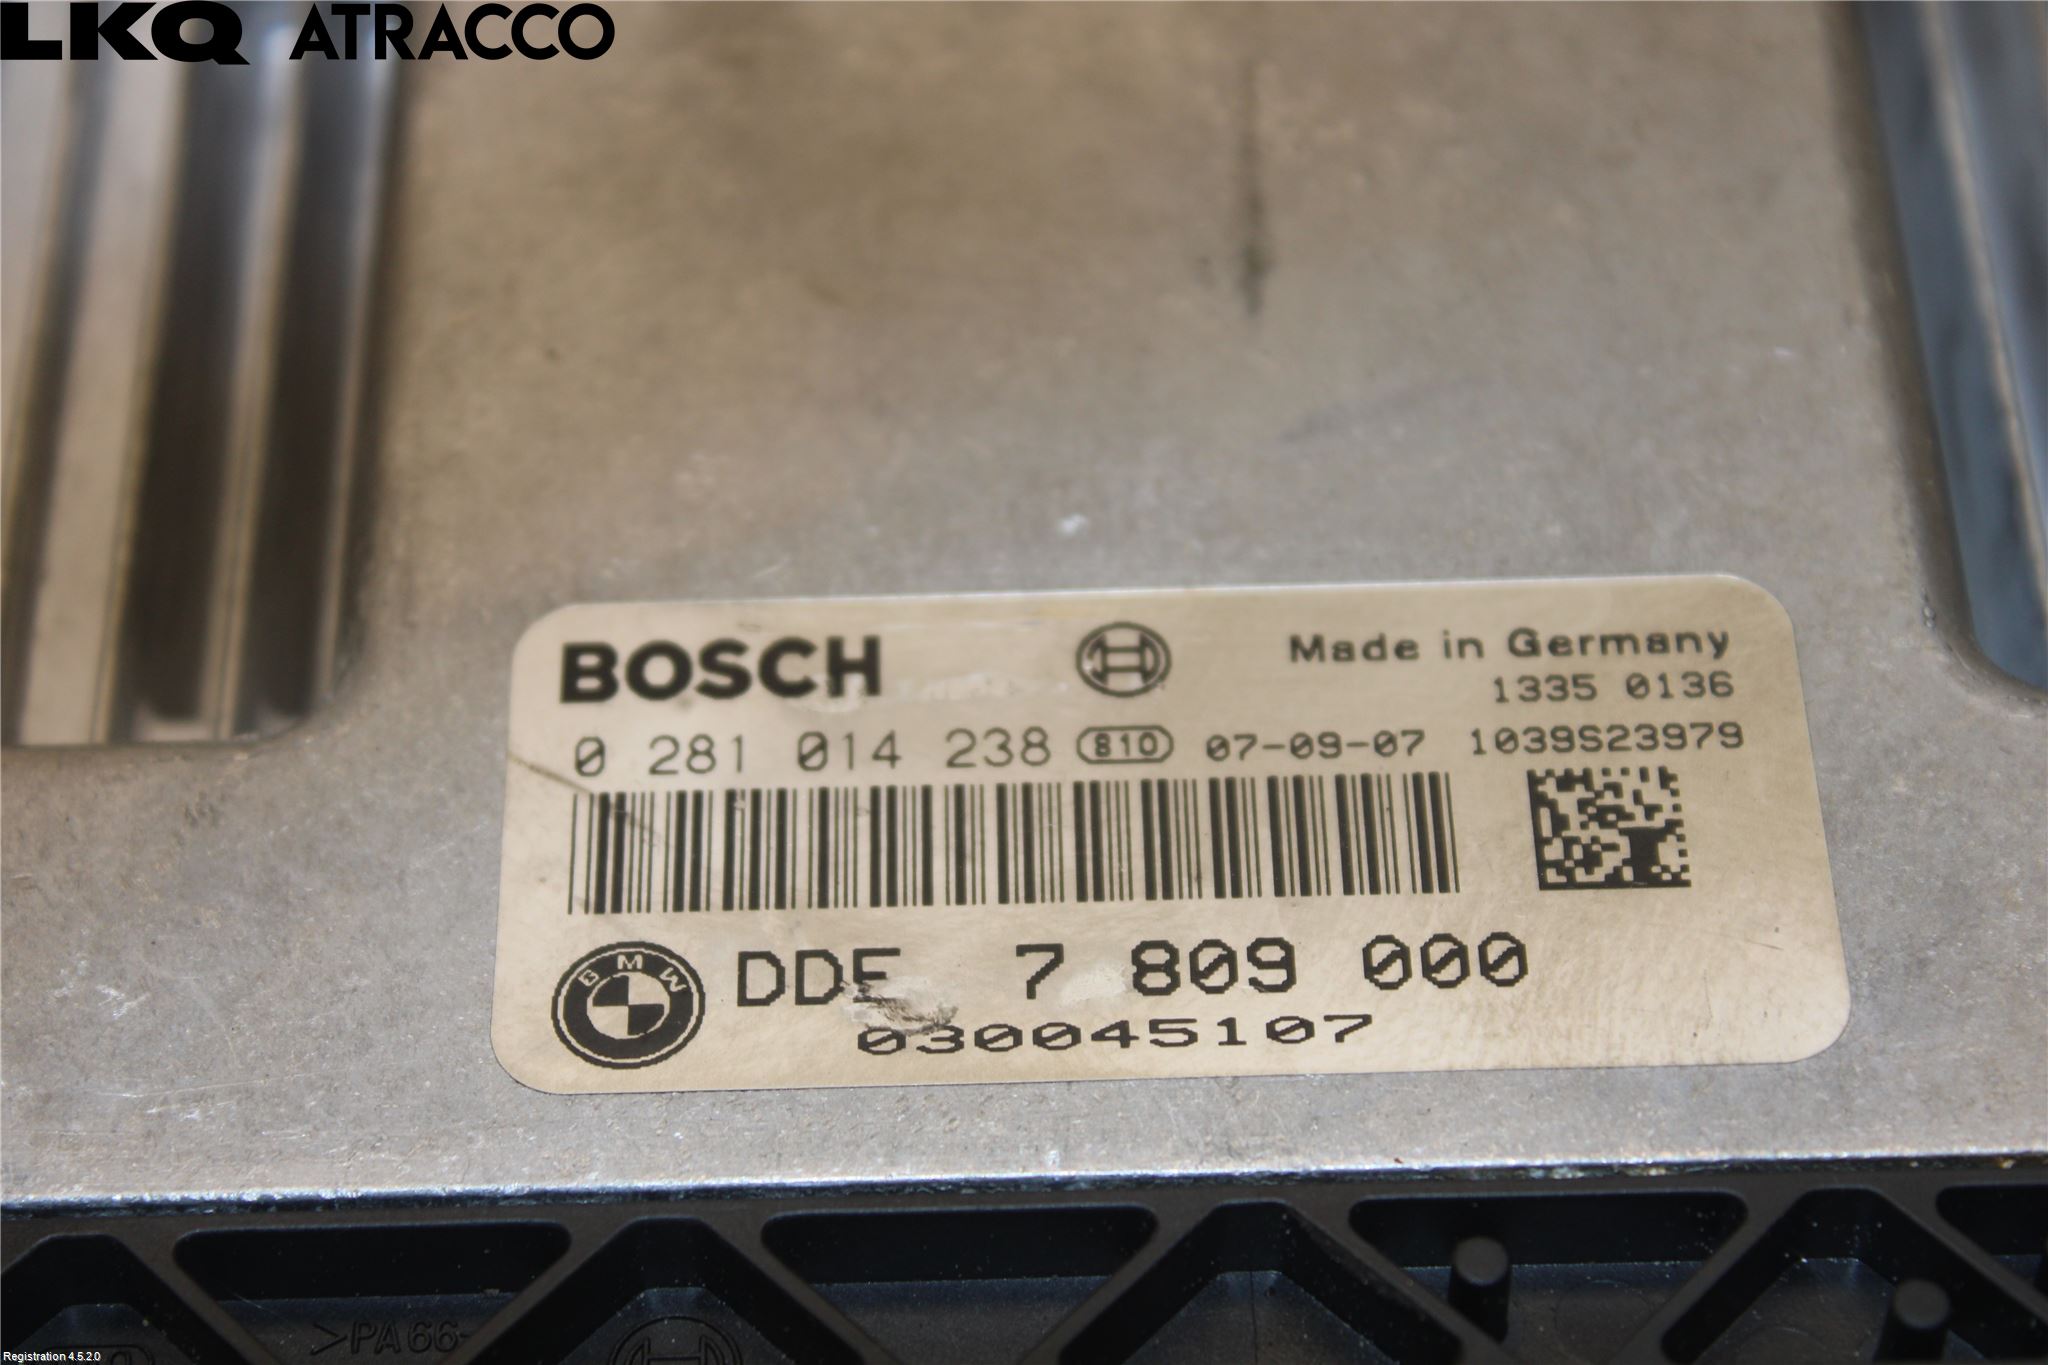 LKQ ATRACCO
BOSCH
Made in Germany
1335 0136
0 281 014 238 810 07-09-07 1039S23979
BMW
DDE 7 809 000
030045107
>PA66-
Registration 4.5.2.0